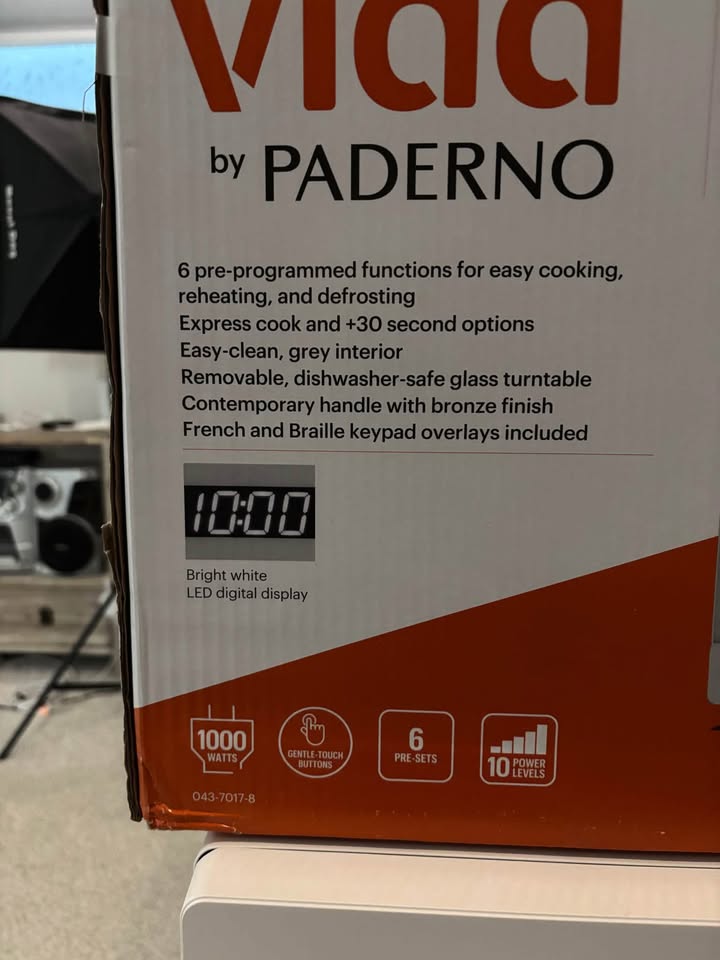 vida
by PADERNO
6 pre-programmed functions for easy cooking,
reheating, and defrosting
Express cook and +30 second options
Easy-clean, grey interior
Removable, dishwasher-safe glass turntable
Contemporary handle with bronze finish
French and Braille keypad overlays included
10:00
Bright white
LED digital display
1000
WATTS
GENTLE-TOUCH
BUTTONS
6
PRE-SETS
10 POWER
LEVELS
043-7017-8